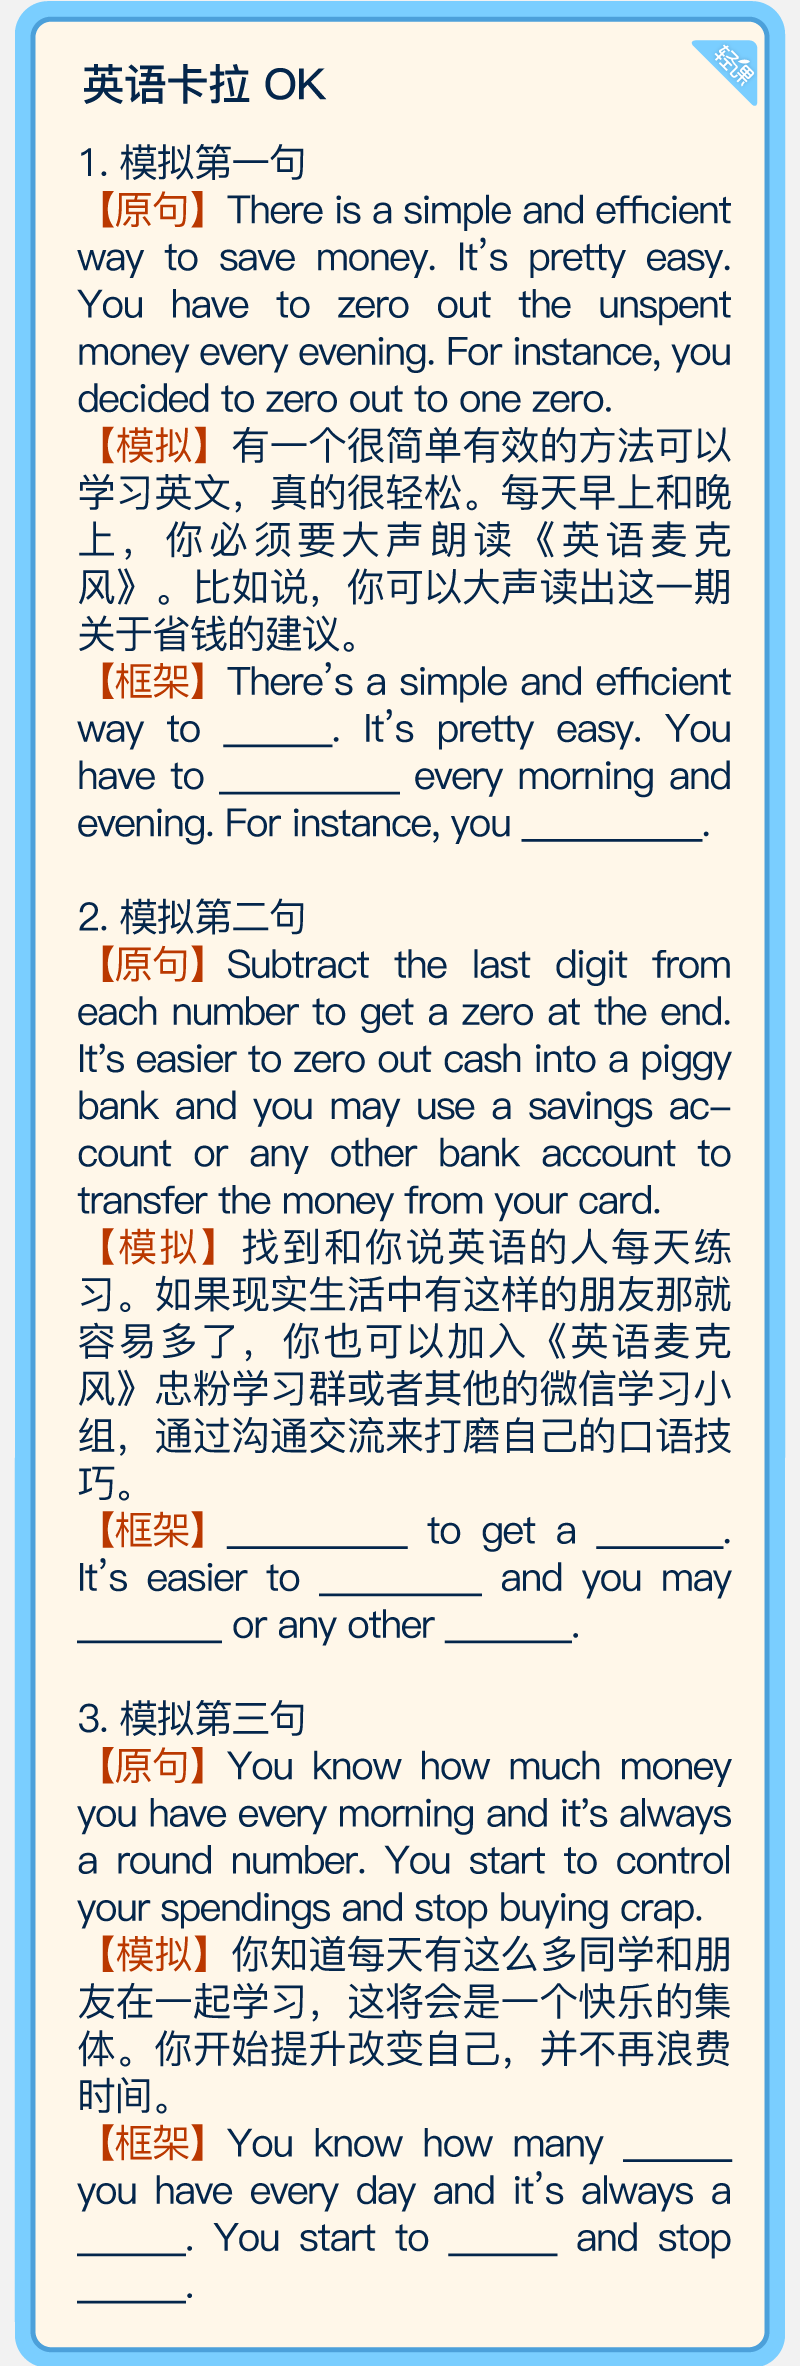 轻课
英语卡拉 OK
1. 模拟第一句
【原句】There is a simple and efficient
way to save money. It’s pretty easy.
You have to zero out the unspent
money every evening. For instance, you
decided to zero out to one zero.
【模拟】有一个很简单有效的方法可以
学习英文，真的很轻松。每天早上和晚
上，你必须要大声朗读《英语麦克
风》。比如说，你可以大声读出这一期
关于省钱的建议。
【框架】There’s a simple and efficient
way to ______. It’s pretty easy. You
have to __________ every morning and
evening. For instance, you __________.
2. 模拟第二句
【原句】Subtract the last digit from
each number to get a zero at the end.
It’s easier to zero out cash into a piggy
bank and you may use a savings ac–
count or any other bank account to
transfer the money from your card.
【模拟】找到和你说英语的人每天练
习。如果现实生活中有这样的朋友那就
容易多了，你也可以加入《英语麦克
风》忠粉学习群或者其他的微信学习小
组，通过沟通交流来打磨自己的口语技
巧。
【框架】__________ to get a _______.
It’s easier to _________ and you may
________ or any other _______.
3. 模拟第三句
【原句】You know how much money
you have every morning and it’s always
a round number. You start to control
your spendings and stop buying crap.
【模拟】你知道每天有这么多同学和朋
友在一起学习，这将会是一个快乐的集
体。你开始提升改变自己，并不再浪费
时间。
【框架】You know how many ______
you have every day and it’s always a
______. You start to ______ and stop
______.